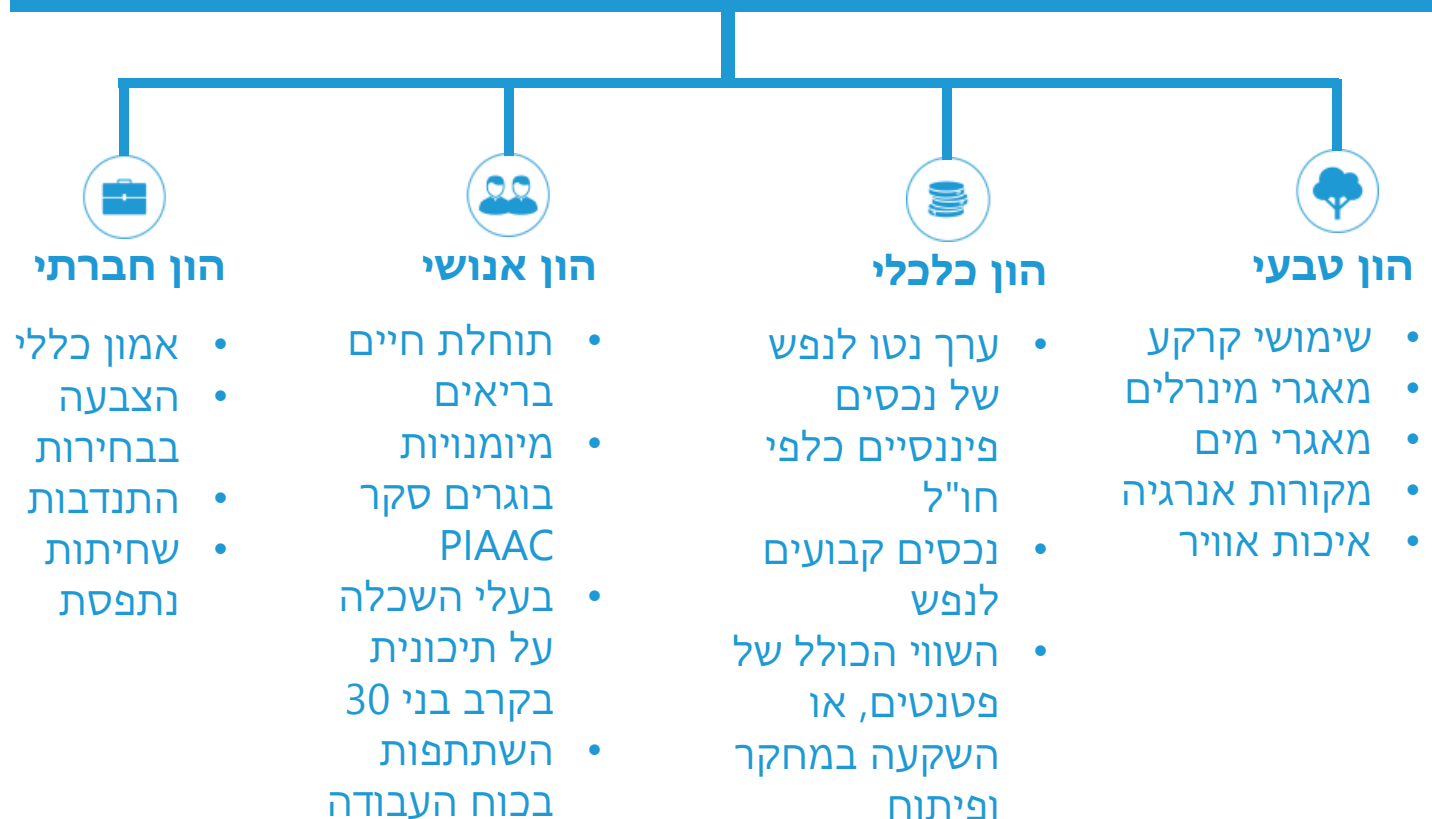 הון טבעי
• שימושי קרקע
• מאגרי מינרלים
• מאגרי מים
• מקורות אנרגיה
• איכות אוויר
הון כלכלי
• ערך נטו לנפש
של נכסים
פיננסיים כלפי
חו"ל
• נכסים קבועים
לנפש
• השווי הכולל של
פטנטים, או
השקעה במחקר
ופיתוח
הון אנושי
• תוחלת חיים
בריאים
• מיומנויות
בוגרים סקר
PIAAC
• בעלי השכלה
על תיכונית
בקרב בני 30
• השתתפות
בכוח העבודה
הון חברתי
• אמון כללי
• הצבעה
בבחירות
• התנדבות
• שחיתות
נתפסת